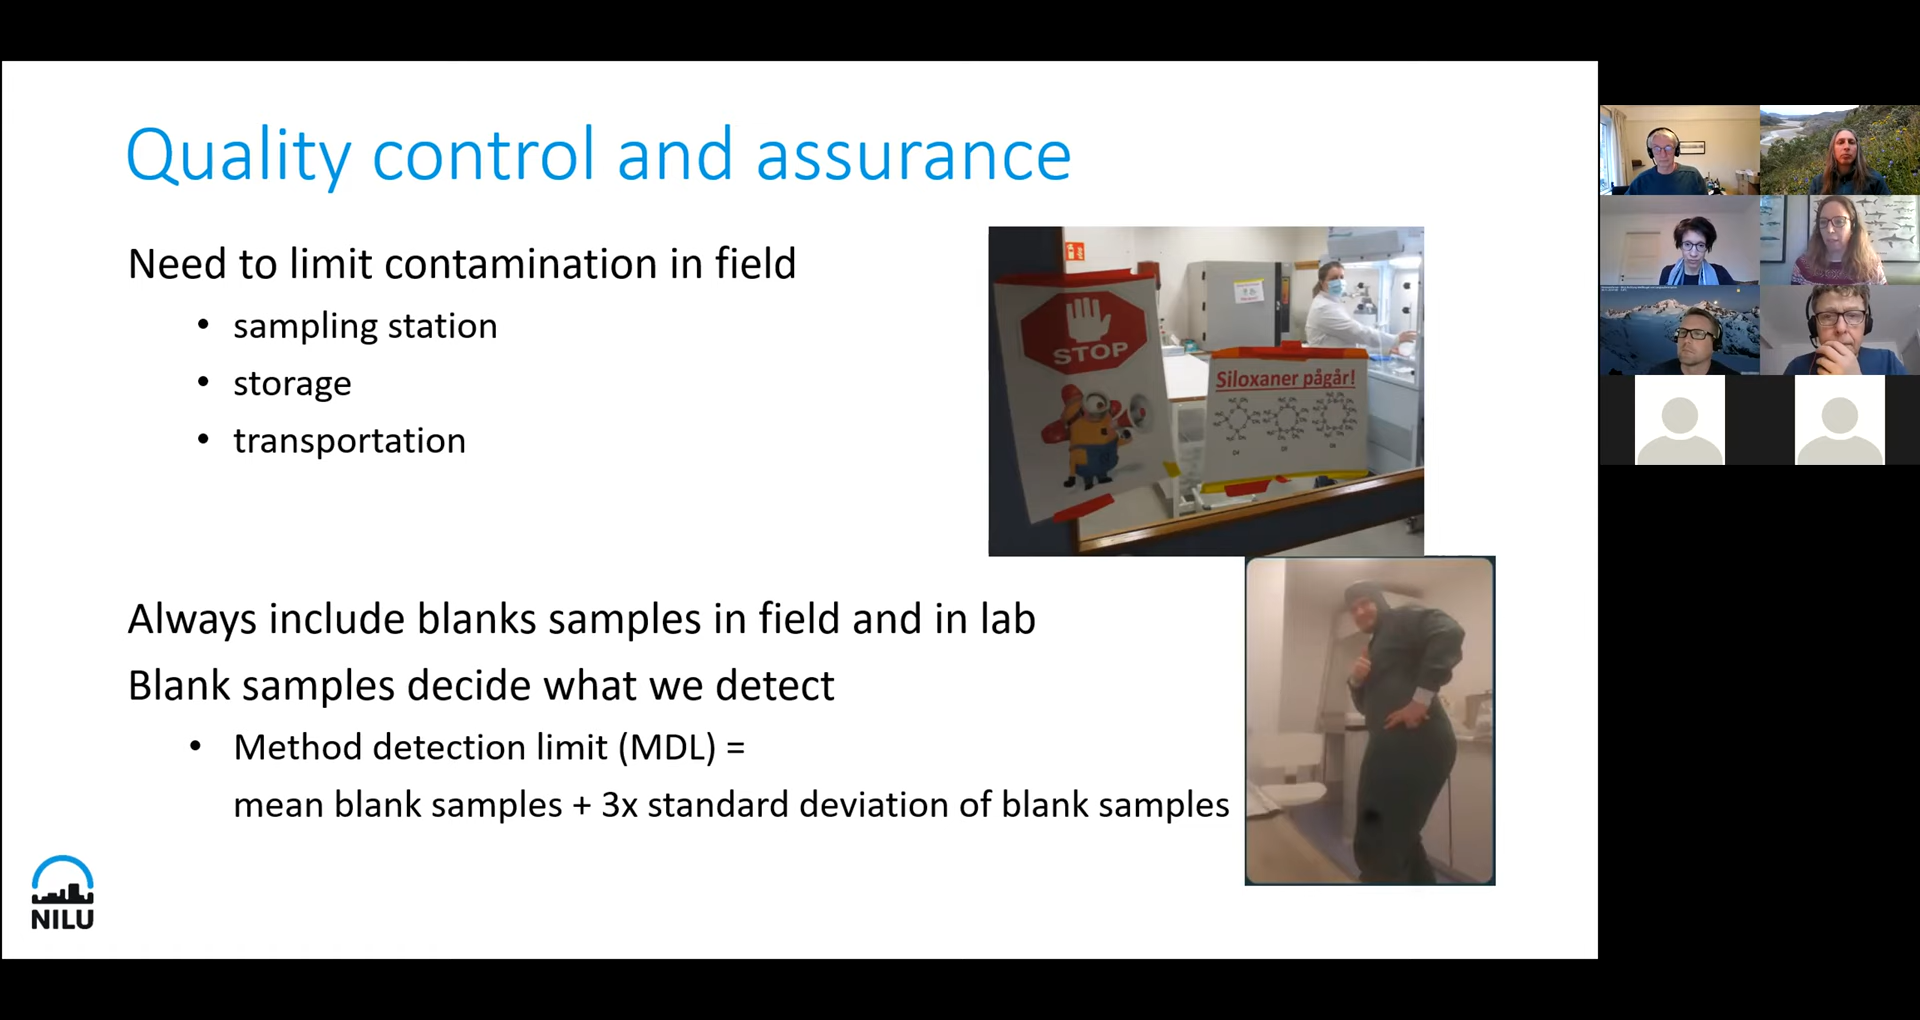 Quality control and assurance
Need to limit contamination in field
• sampling station
• storage
• transportation
STOP
Siloxaner pågår!
Always include blanks samples in field and in lab
Blank samples decide what we detect
• Method detection limit (MDL) =
mean blank samples + 3x standard deviation of blank samples
NILU